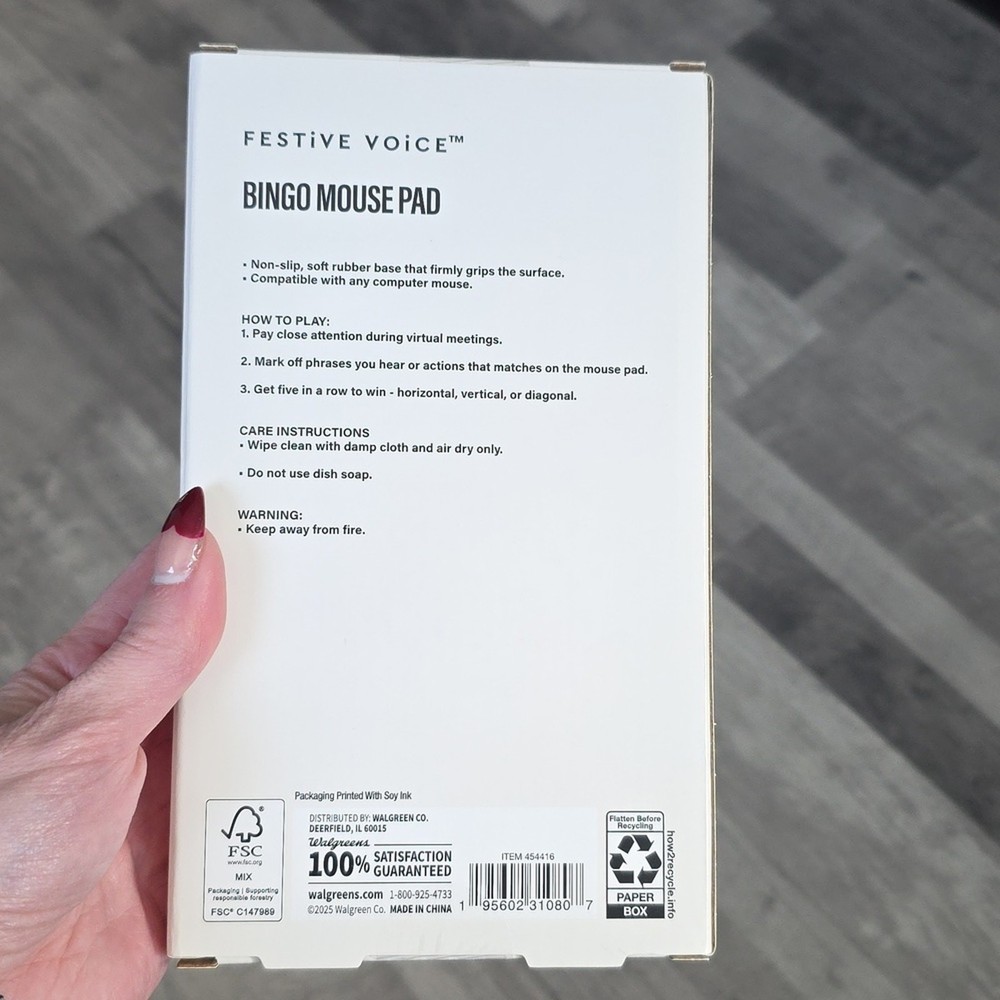 FESTiVE VOiCE™
BINGO MOUSE PAD
• Non-slip, soft rubber base that firmly grips the surface.
• Compatible with any computer mouse.
HOW TO PLAY:
1. Pay close attention during virtual meetings.
2. Mark off phrases you hear or actions that matches on the mouse pad.
3. Get five in a row to win - horizontal, vertical, or diagonal.
CARE INSTRUCTIONS
• Wipe clean with damp cloth and air dry only.
• Do not use dish soap.
WARNING:
• Keep away from fire.
Packaging Printed With Soy Ink
®
FSC
www.fsc.org
MIX
Packaging | Supporting
responsible forestry
FSC® C147989
DISTRIBUTED BY: WALGREEN CO.
DEERFIELD, IL 60015
Walgreens
100% SATISFACTION
GUARANTEED
walgreens.com 1-800-925-4733
©2025 Walgreen Co. MADE IN CHINA
ITEM 454416
1 95602 31080 7
Flatten Before
Recycling
PAPER
BOX
how2recycle.info